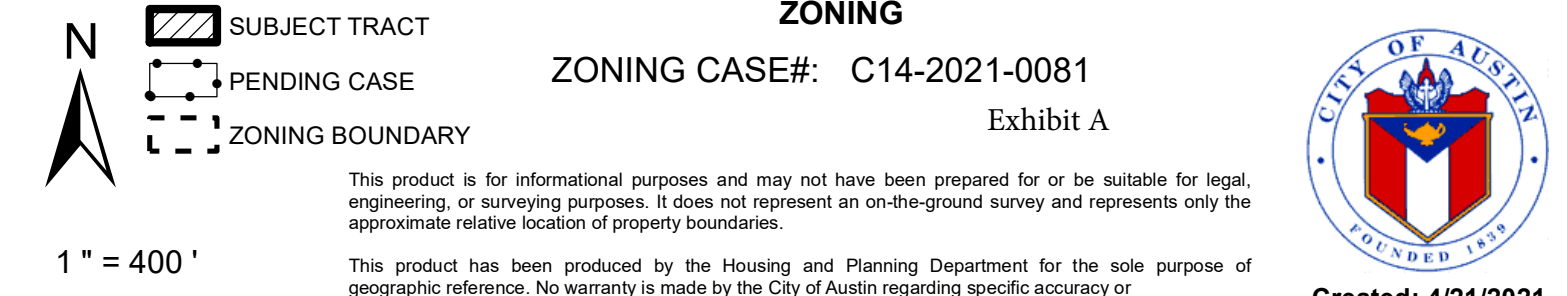 ZONING
N
SUBJECT TRACT
PENDING CASE
ZONING BOUNDARY
1 " = 400 '
ZONING CASE#: C14-2021-0081
Exhibit A
This product is for informational purposes and may not have been prepared for or be suitable for legal,
engineering, or surveying purposes. It does not represent an on-the-ground survey and represents only the
approximate relative location of property boundaries.
This product has been produced by the Housing and Planning Department for the sole purpose of
geographic reference. No warranty is made by the City of Austin regarding specific accuracy or
CITY OF AUSTIN
FOUNDED 1839
Created: 4/21/2021